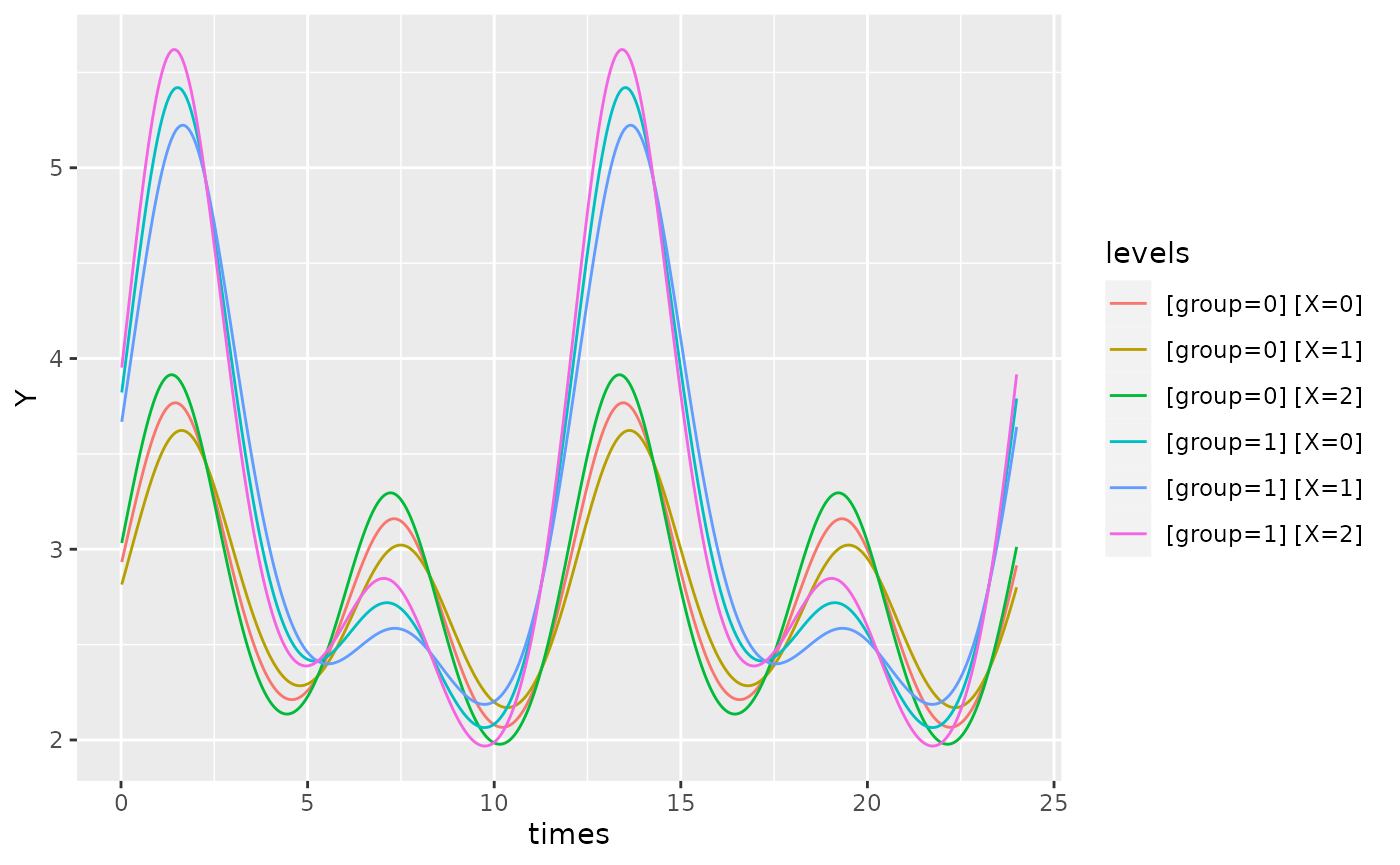 Y
5
4
3
2
0 5 10 15 20 25
times
levels
[group=0] [X=0]
[group=0] [X=1]
[group=0] [X=2]
[group=1] [X=0]
[group=1] [X=1]
[group=1] [X=2]